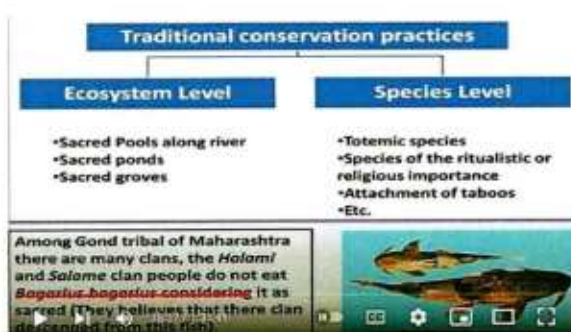 Traditional conservation practices
Ecosystem Level
•Sacred Pools along river
•Sacred ponds
•Sacred groves
Species Level
•Totemic species
•Species of the ritualistic or
religious importance
•Attachment of taboos
•Etc.
Among Gond tribal of Maharashtra
there are many clans, the Halami
and Salame clan people do not eat
Bagarius bagarius considering it as
sacred (They believes that there clan
descended from this fish)
CC